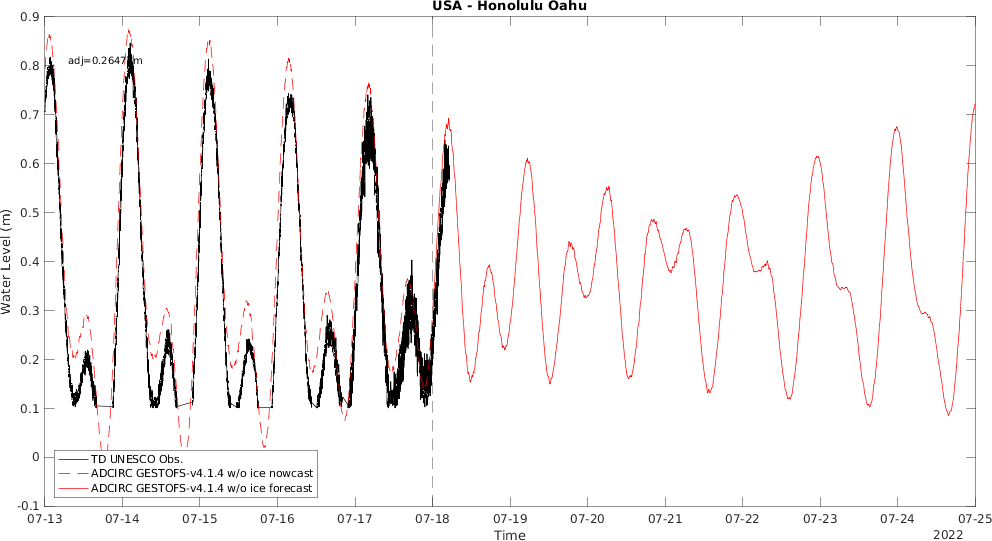 USA - Honolulu Oahu
0.9
0.8
0.7
0.6
0.5
0.4
0.3
0.2
0.1
0
-0.1
Water Level (m)
adj=0.2647 m
TD UNESCO Obs.
ADCIRC GESTOFS-v4.1.4 w/o ice nowcast
ADCIRC GESTOFS-v4.1.4 w/o ice forecast
07-13 07-14 07-15 07-16 07-17 07-18 07-19 07-20 07-21 07-22 07-23 07-24 07-25
Time
2022